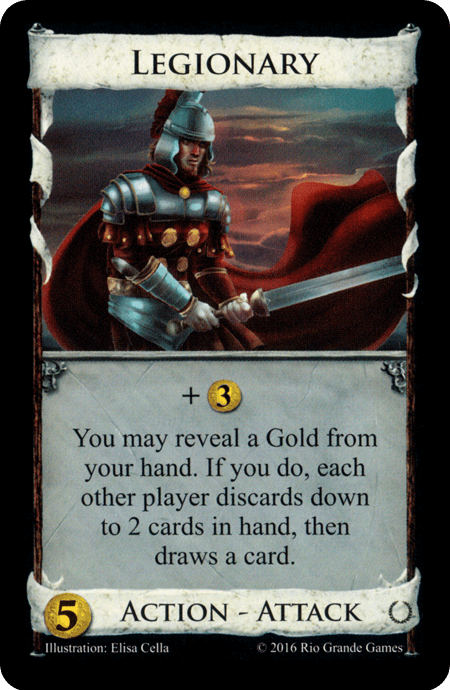 LEGIONARY
+ 3
You may reveal a Gold from
your hand. If you do, each
other player discards down
to 2 cards in hand, then
draws a card.
5 ACTION - ATTACK
Illustration: Elisa Cella © 2016 Rio Grande Games